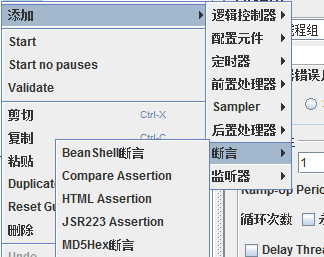 添加
Start
Start no pauses
Validate
剪切 Ctrl-X
复制 Ctrl-C
粘贴
Duplicate
Reset Gu
删除
Undo
逻辑控制器
配置元件
定时器
前置处理器
Sampler
后置处理器
断言
监听器
BeanShell断言
Compare Assertion
HTML Assertion
JSR223 Assertion
MD5Hex断言
程组
错误
1
Ramp-Up Perio
循环次数
Delay Threa